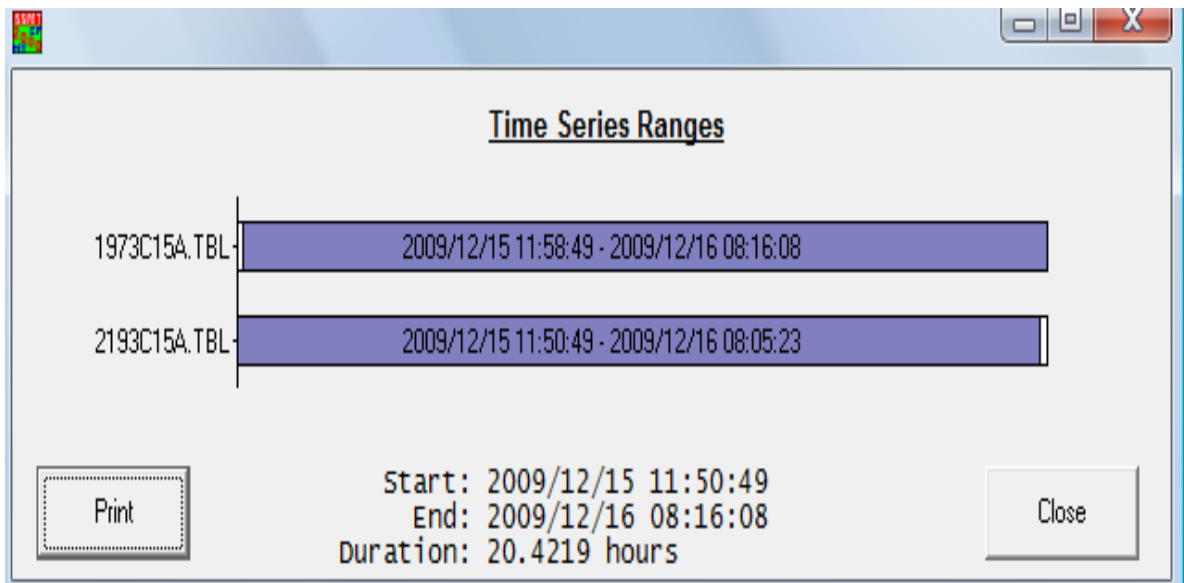 SSMT
X
Time Series Ranges
1973C15A.TBL 2009/12/15 11:58:49 - 2009/12/16 08:16:08
2193C15A.TBL 2009/12/15 11:50:49 - 2009/12/16 08:05:23
Start: 2009/12/15 11:50:49
End: 2009/12/16 08:16:08
Duration: 20.4219 hours
Print
Close